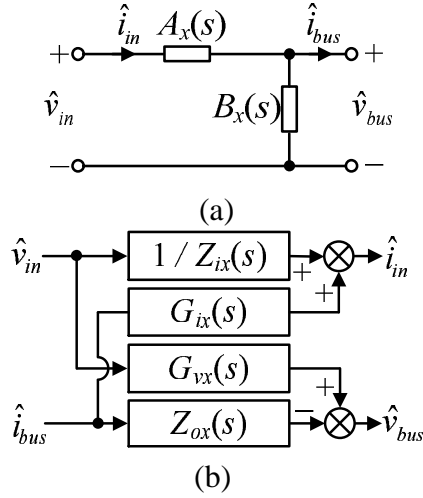 î_in A_x(s) î_bus
+ +
v̂_in B_x(s) v̂_bus
− −
(a)
v̂_in 1 / Z_ix(s) + î_in
G_ix(s) +
G_vx(s) +
î_bus Z_ox(s) − v̂_bus
(b)